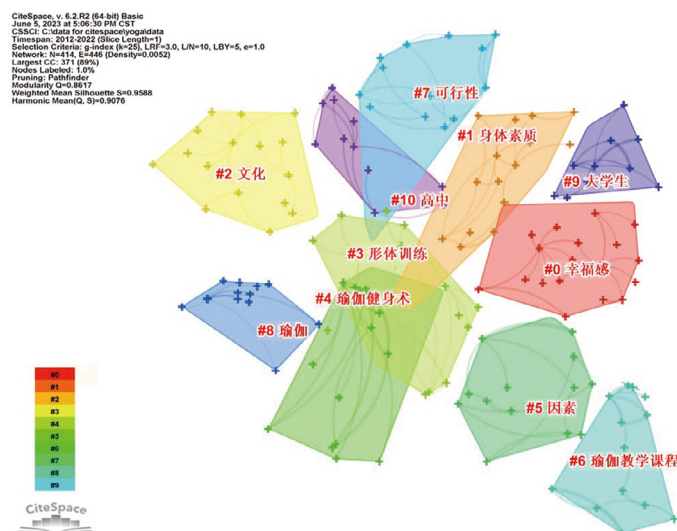 CiteSpace, v. 6.2.R2 (64-bit) Basic
June 5, 2023 at 5:06:30 PM CST
CSSCI: C:\data for citespace\yoga\data
Timespan: 2012-2022 (Slice Length=1)
Selection Criteria: g-index (k=25), LRF=3.0, L/N=10, LBY=5, e=1.0
Network: N=414, E=446 (Density=0.0052)
Largest CC: 371 (89%)
Nodes Labeled: 1.0%
Pruning: Pathfinder
Modularity Q=0.8617
Weighted Mean Silhouette S=0.9588
Harmonic Mean(Q, S)=0.9076
#7 可行性
#1 身体素质
#2 文化
#9 大学生
#10 高中
#3 形体训练
#0 幸福感
#4 瑜伽健身术
#8 瑜伽
#5 因素
#6 瑜伽教学课程
#0
#1
#2
#3
#4
#5
#6
#7
#8
#9
CiteSpace